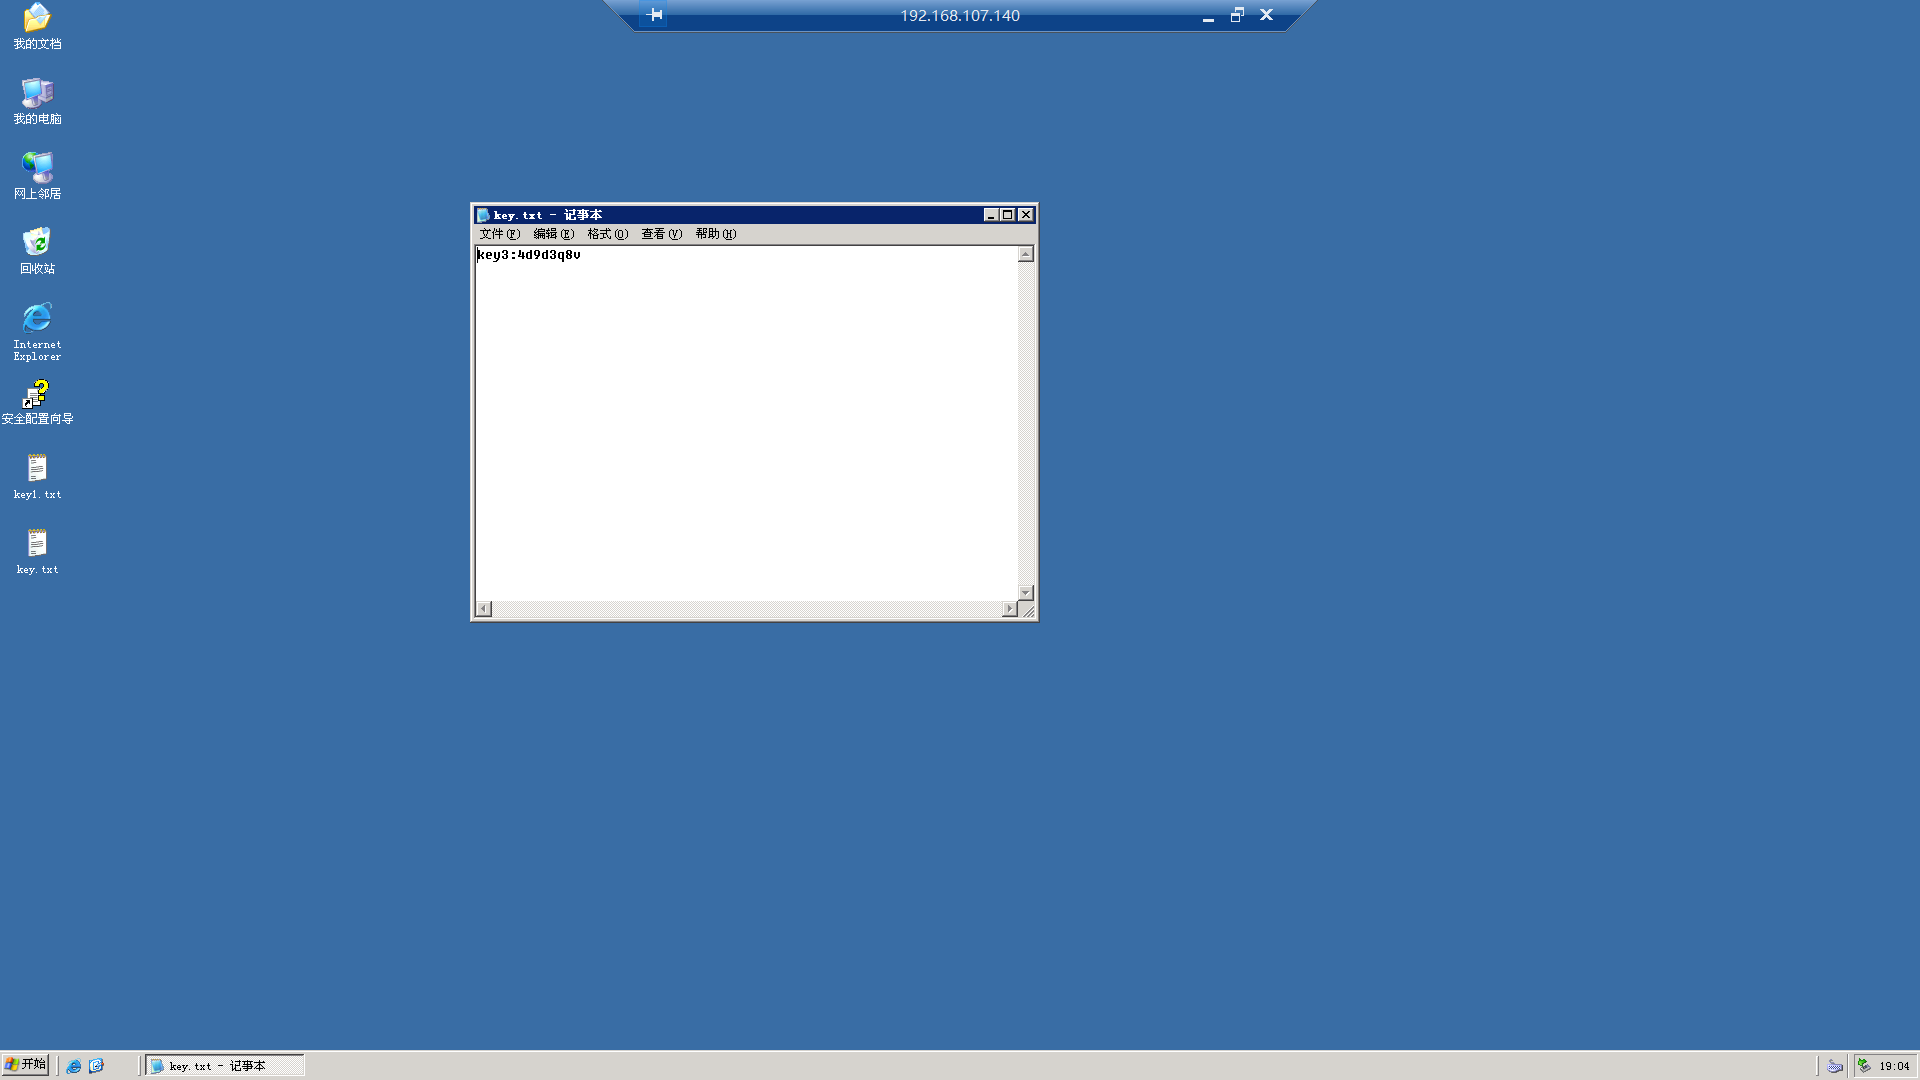 192.168.107.140
我的文档
我的电脑
网上邻居
回收站
Internet
Explorer
安全配置向导
key1.txt
key.txt
key.txt - 记事本
文件(F) 编辑(E) 格式(O) 查看(V) 帮助(H)
key3:4d9d3q8v
开始
key.txt - 记事本
19:04